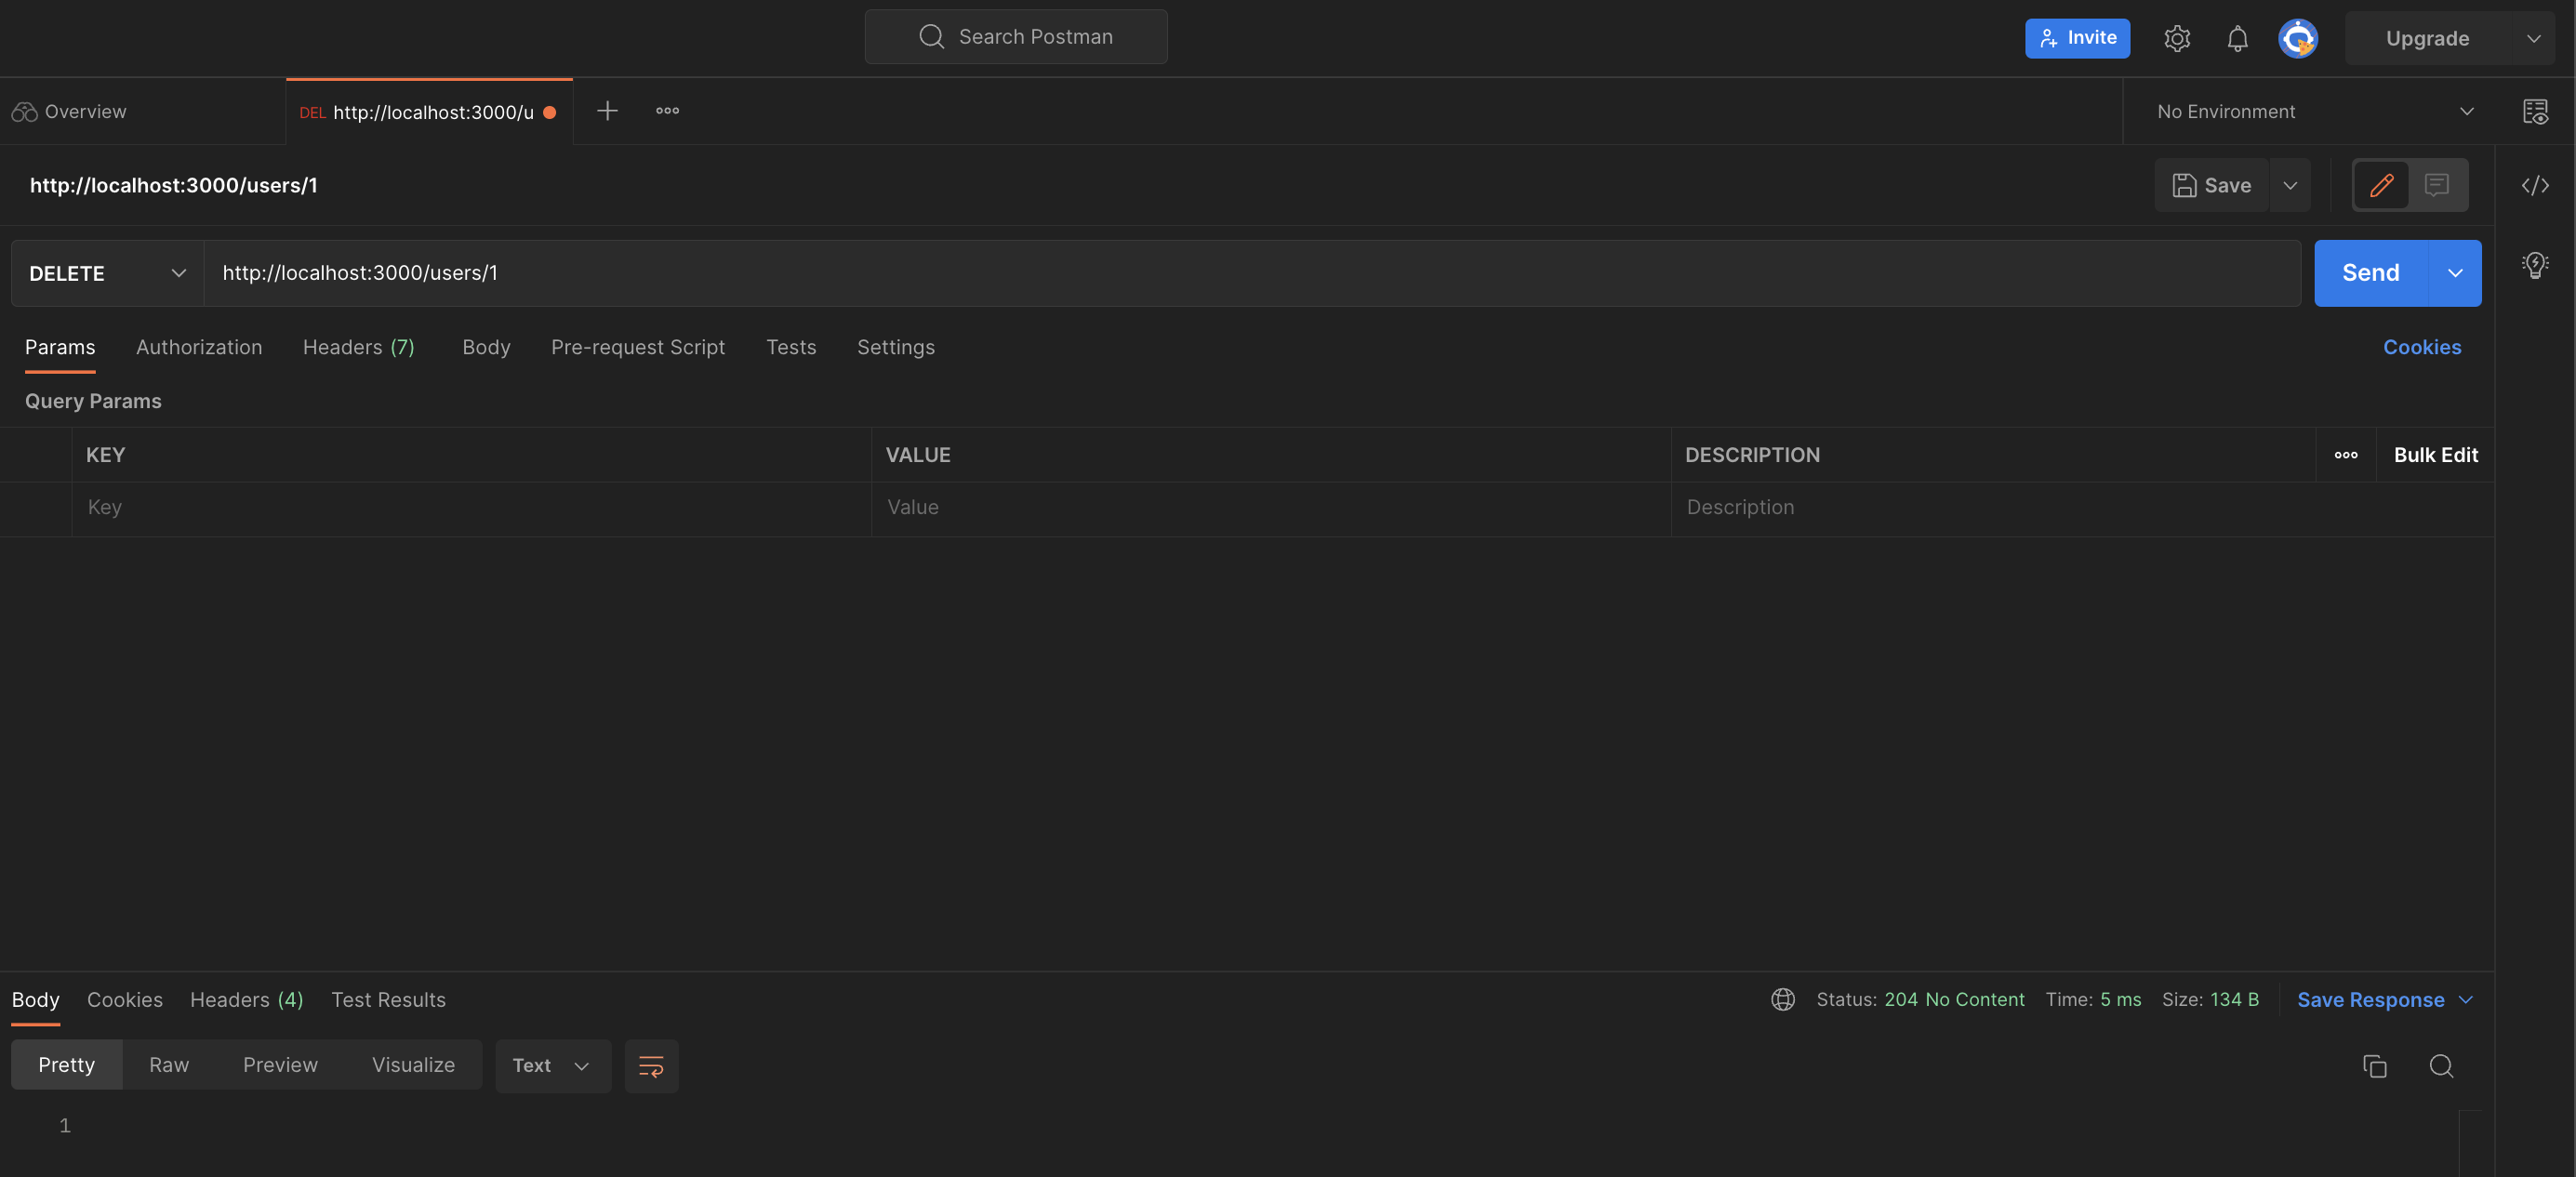 Search Postman
Invite
Upgrade
Overview
DEL http://localhost:3000/u
No Environment
http://localhost:3000/users/1
Save
DELETE
http://localhost:3000/users/1
Send
Params Authorization Headers (7) Body Pre-request Script Tests Settings Cookies
Query Params
KEY VALUE DESCRIPTION Bulk Edit
Key Value Description
Body Cookies Headers (4) Test Results Status: 204 No Content Time: 5 ms Size: 134 B Save Response
Pretty Raw Preview Visualize Text
1